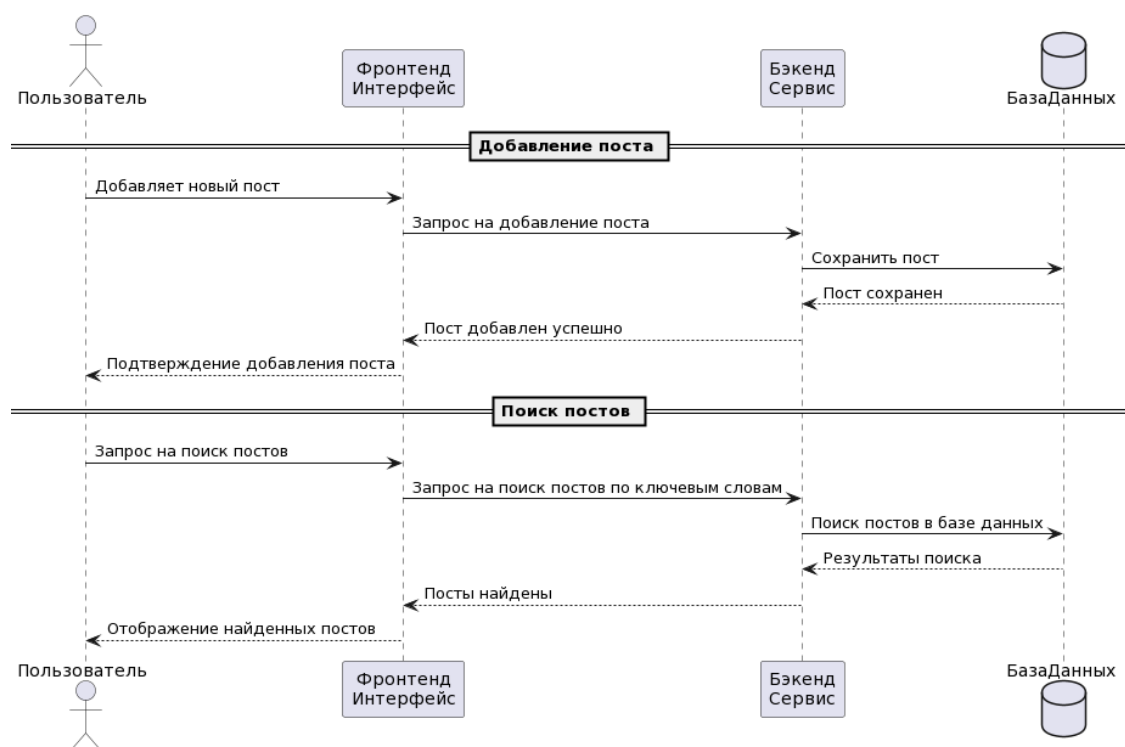 Пользователь
Фронтенд
Интерфейс
Бэкенд
Сервис
БазаДанных
Добавление поста
Добавляет новый пост
Запрос на добавление поста
Сохранить пост
Пост сохранен
Пост добавлен успешно
Подтверждение добавления поста
Поиск постов
Запрос на поиск постов
Запрос на поиск постов по ключевым словам
Поиск постов в базе данных
Результаты поиска
Посты найдены
Отображение найденных постов
Пользователь
Фронтенд
Интерфейс
Бэкенд
Сервис
БазаДанных